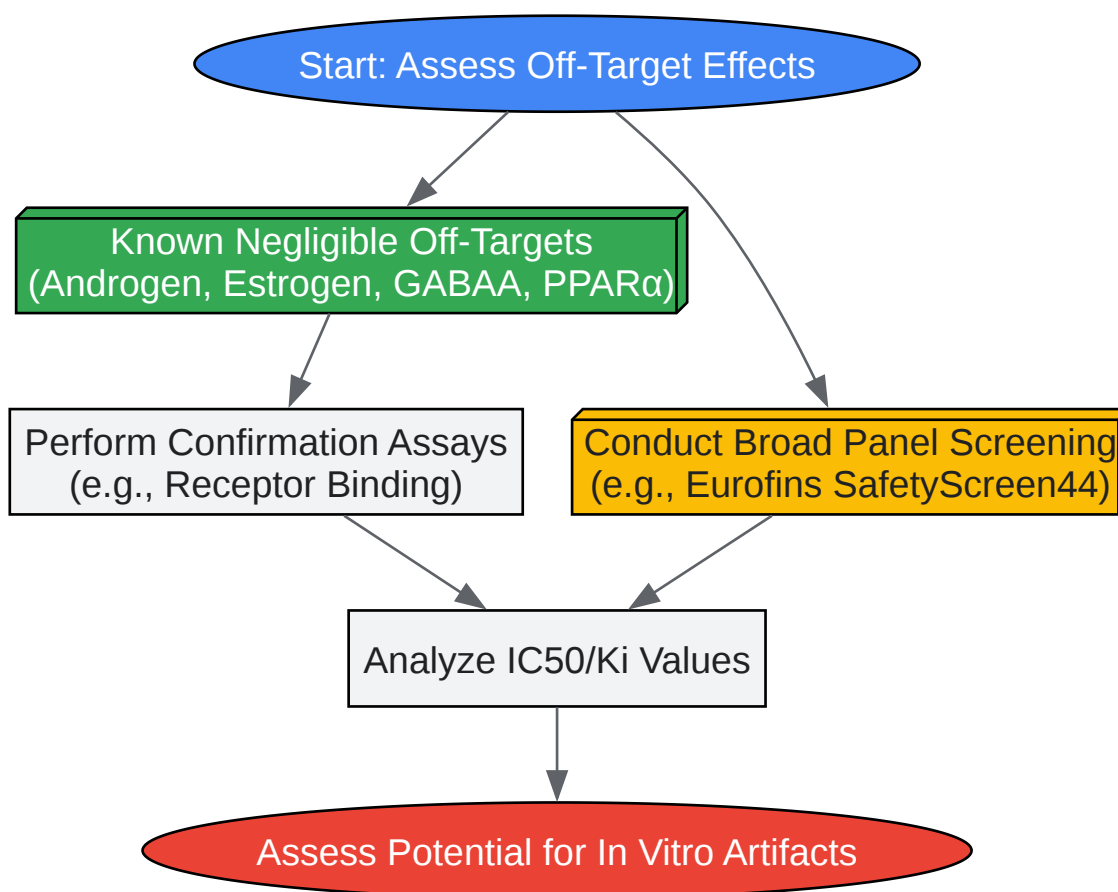 Start: Assess Off-Target Effects
Known Negligible Off-Targets
(Androgen, Estrogen, GABAA, PPARα)
Perform Confirmation Assays
(e.g., Receptor Binding)
Conduct Broad Panel Screening
(e.g., Eurofins SafetyScreen44)
Analyze IC50/Ki Values
Assess Potential for In Vitro Artifacts